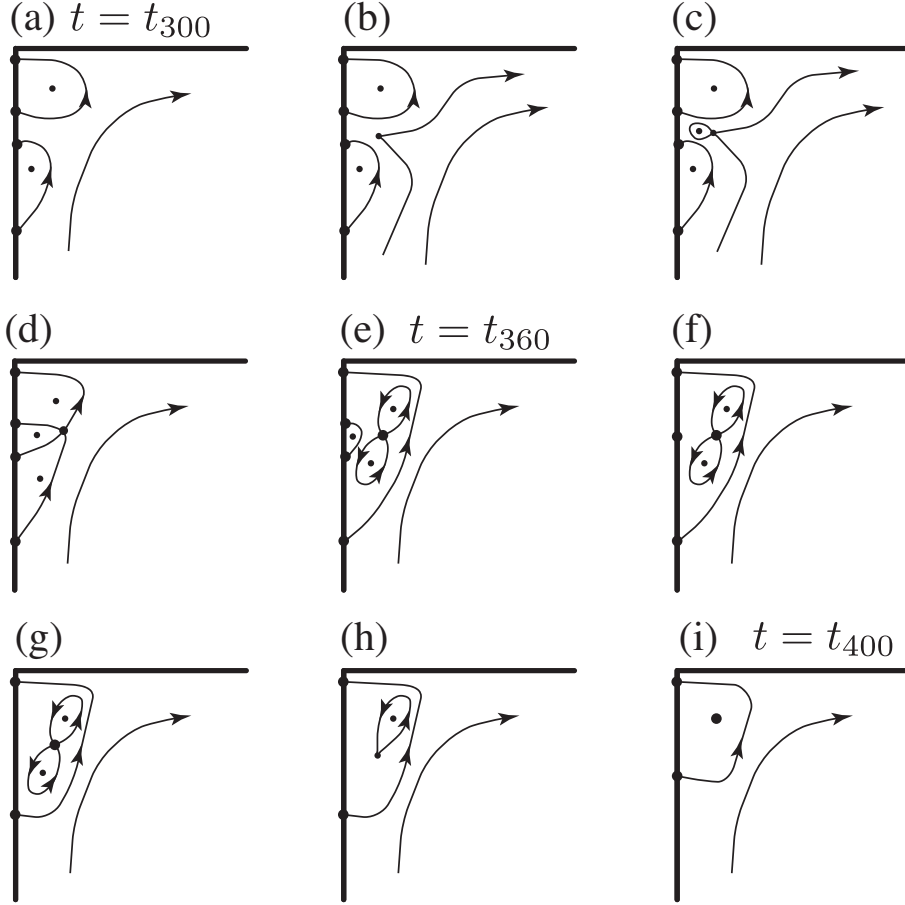 (a) t = t₃₀₀ (b) (c)
(d) (e) t = t₃₆₀ (f)
(g) (h) (i) t = t₄₀₀